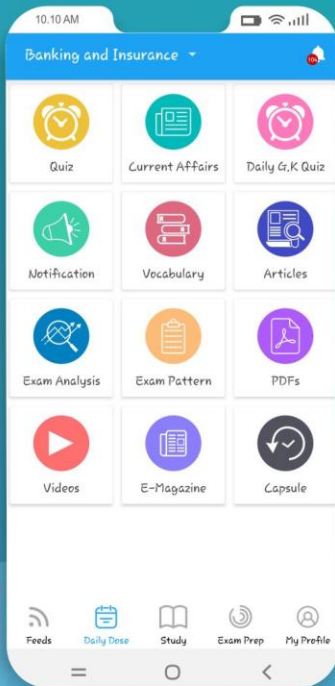 10.10 AM
Banking and Insurance
104
Quiz
Current Affairs
Daily G.K Quiz
Notification
Vocabulary
Articles
Exam Analysis
Exam Pattern
PDFs
Videos
E-Magazine
Capsule
Feeds
Daily Dose
Study
Exam Prep
My Profile